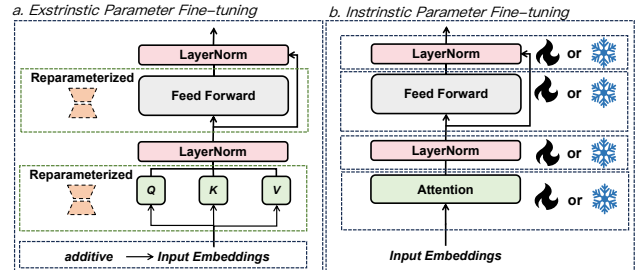 a. Exstrinstic Parameter Fine-tuning
LayerNorm
Reparameterized
Feed Forward
LayerNorm
Reparameterized
Q K V
additive Input Embeddings
b. Instrinstic Parameter Fine-tuning
LayerNorm or
Feed Forward or
LayerNorm or
Attention or
Input Embeddings